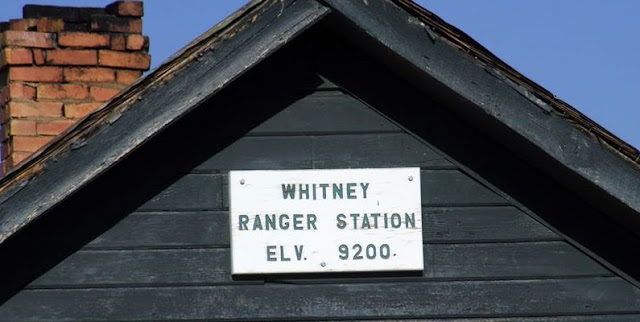 WHITNEY
RANGER STATION
ELV. 9200.